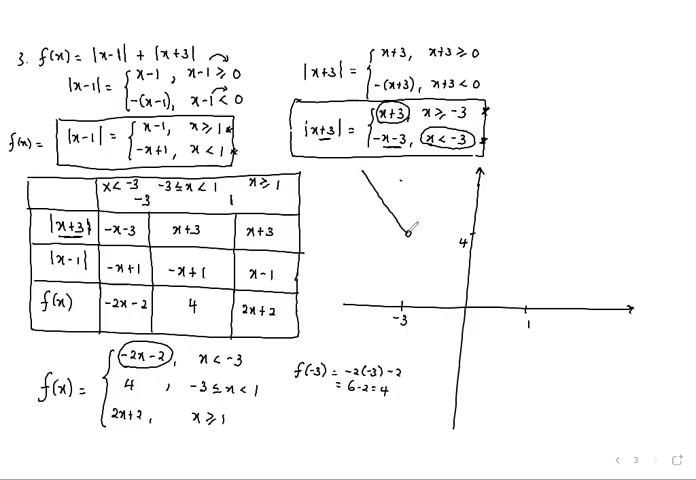 3. f(x) = |x-1| + |x+3|
|x-1| = { x-1 , x-1 ≥ 0
-(x-1), x-1 < 0
f(x) = |x-1| = { x-1, x ≥ 1 *
-x+1, x < 1 *
|x+3| = { x+3, x+3 ≥ 0
-(x+3), x+3 < 0
|x+3| = { x+3, x ≥ -3 *
-x-3, x < -3 *
x < -3 -3 ≤ x < 1 x ≥ 1
-3 1
|x+3| -x-3 x+3 x+3
|x-1| -x+1 -x+1 x-1
f(x) -2x-2 4 2x+2
f(x) = { -2x-2, x < -3
4 , -3 ≤ x < 1
2x+2, x ≥ 1
f(-3) = -2(-3) -2
= 6-2 = 4
4
-3 1
< 3 >